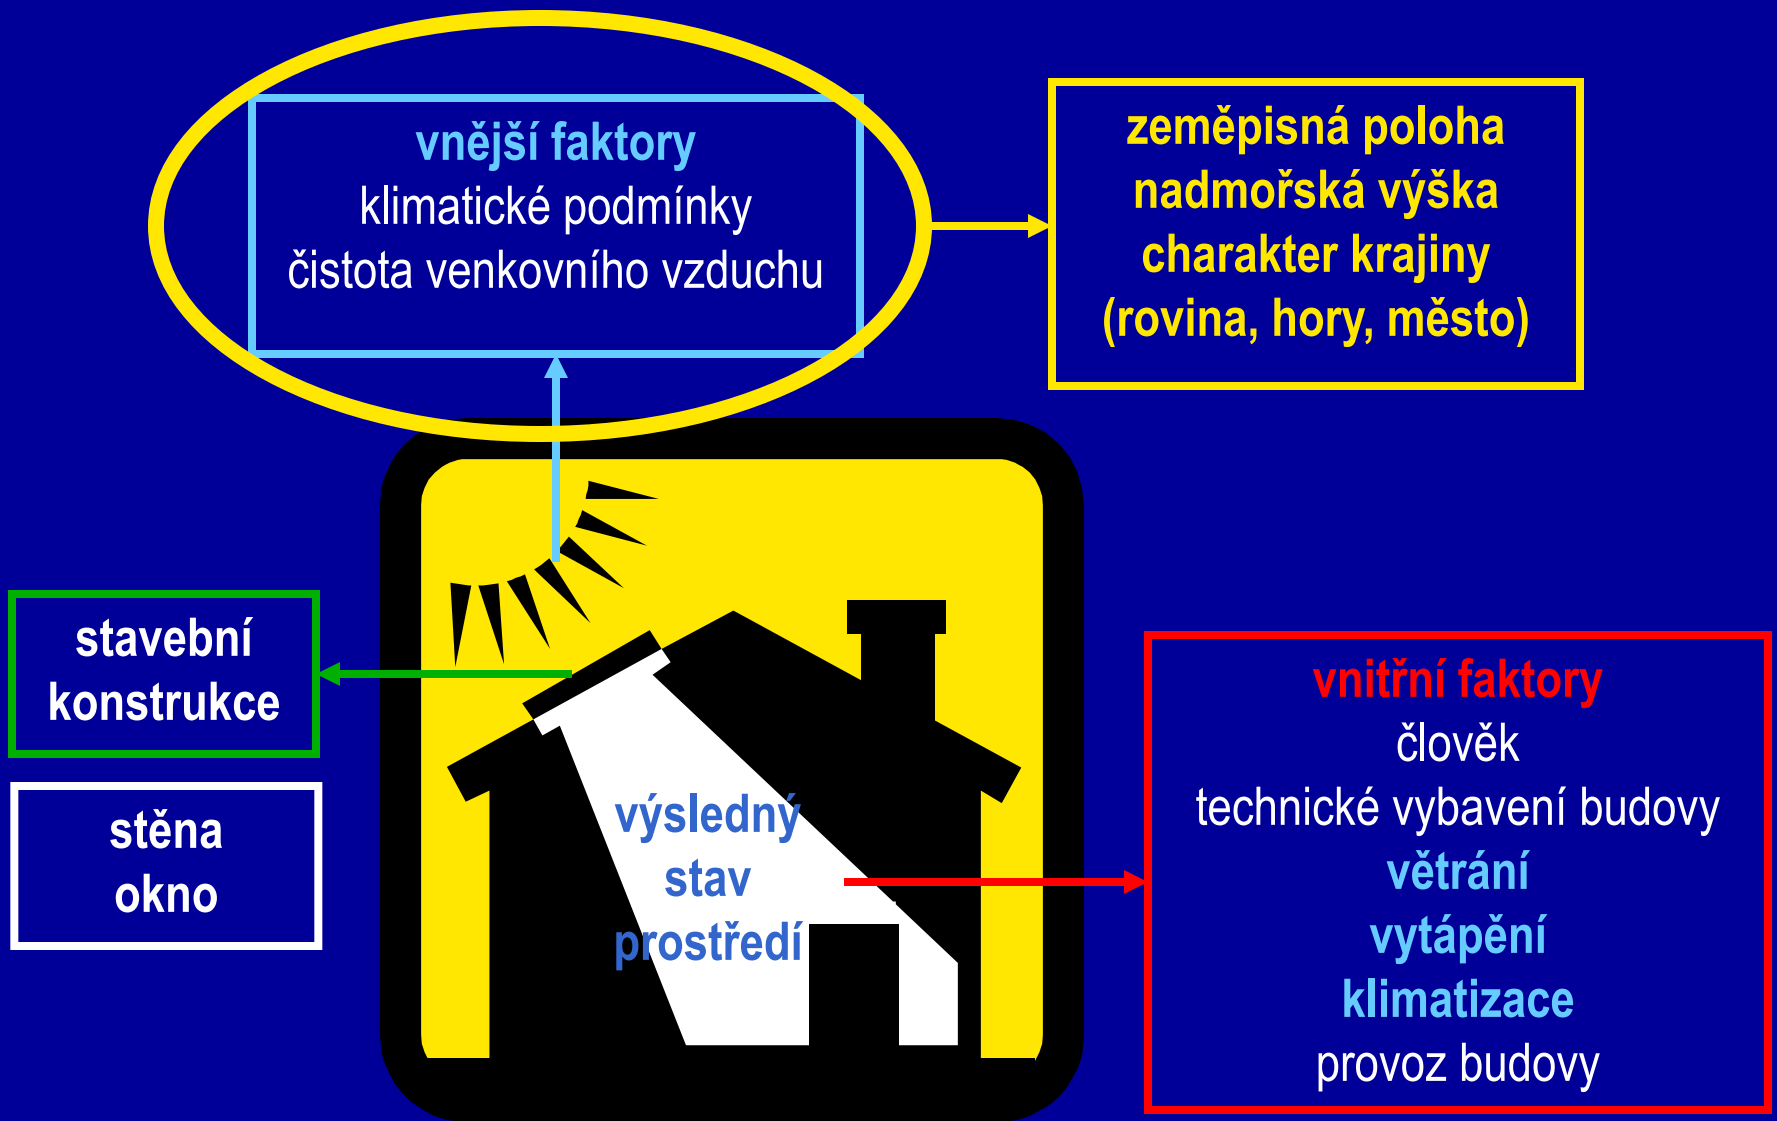 vnější faktory
klimatické podmínky
čistota venkovního vzduchu
zeměpisná poloha
nadmořská výška
charakter krajiny
(rovina, hory, město)
stavební
konstrukce
stěna
okno
výsledný
stav
prostředí
vnitřní faktory
člověk
technické vybavení budovy
větrání
vytápění
klimatizace
provoz budovy